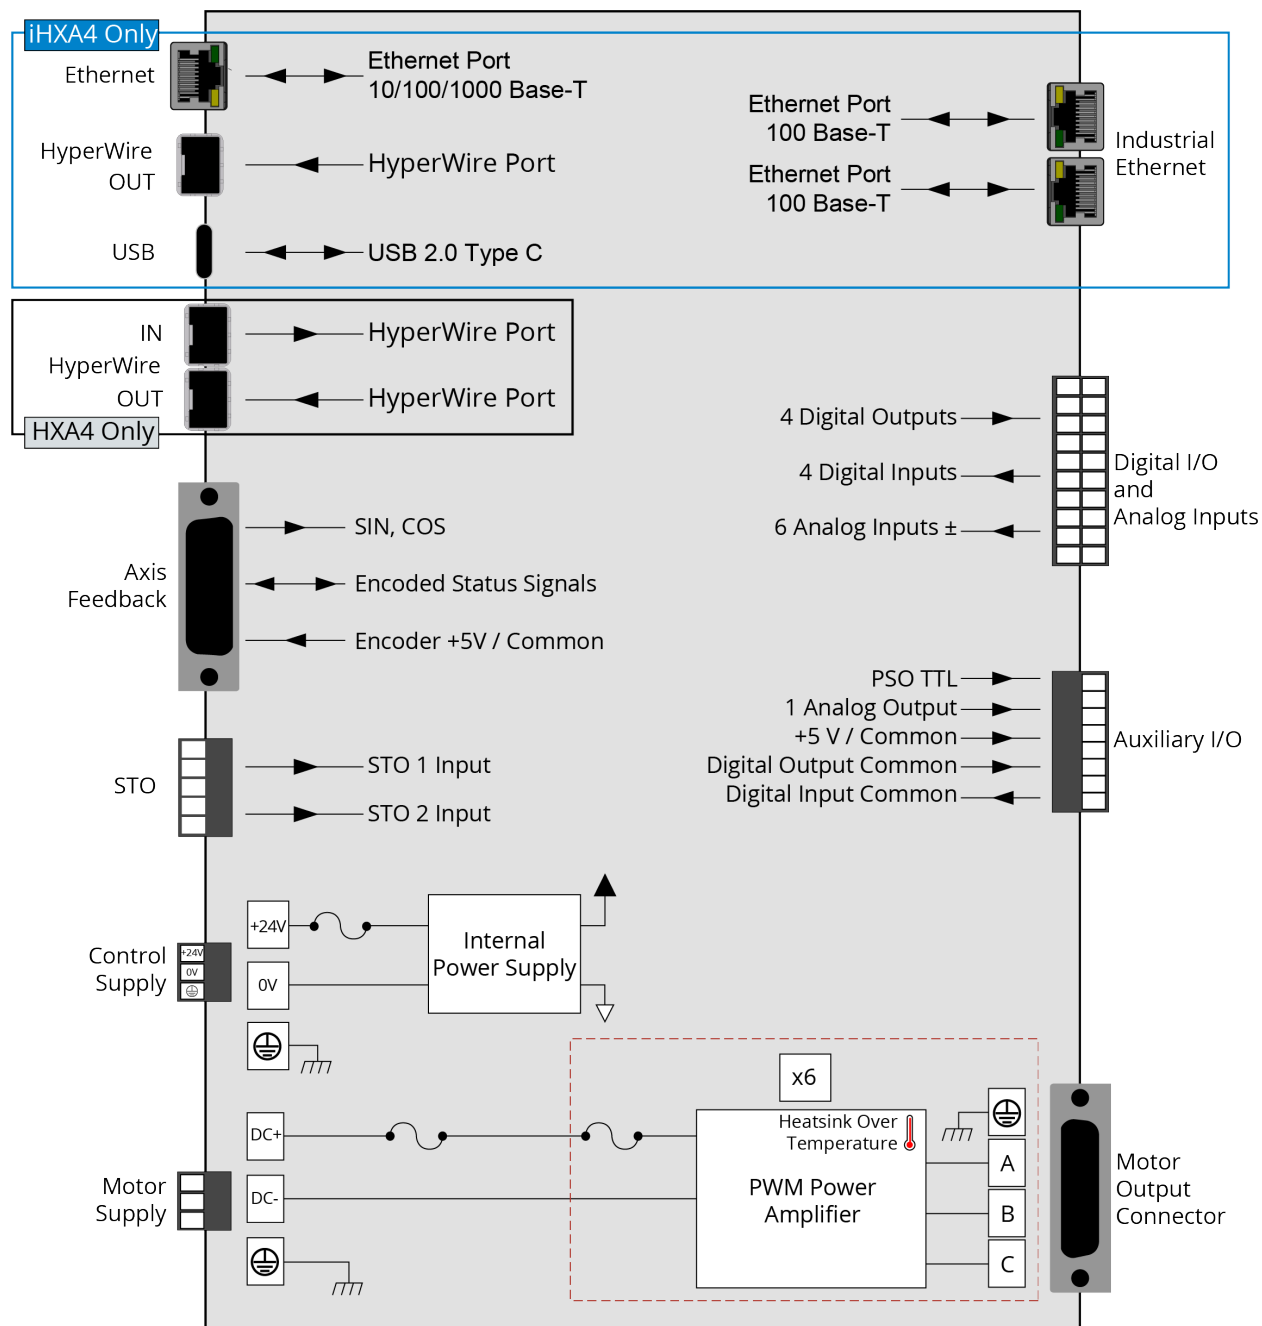 iHXA4 Only
Ethernet
Ethernet Port
10/100/1000 Base-T
HyperWire
OUT
HyperWire Port
USB
USB 2.0 Type C
Ethernet Port
100 Base-T
Ethernet Port
100 Base-T
Industrial
Ethernet
IN
HyperWire
OUT
HyperWire Port
HyperWire Port
HXA4 Only
4 Digital Outputs
4 Digital Inputs
6 Analog Inputs ±
Digital I/O
and
Analog Inputs
Axis
Feedback
SIN, COS
Encoded Status Signals
Encoder +5V / Common
PSO TTL
1 Analog Output
+5 V / Common
Digital Output Common
Digital Input Common
Auxiliary I/O
STO
STO 1 Input
STO 2 Input
Control
Supply
+24V
0V
+24V
0V
Internal
Power Supply
x6
Heatsink Over
Temperature
PWM Power
Amplifier
Motor
Supply
DC+
DC-
A
B
C
Motor
Output
Connector